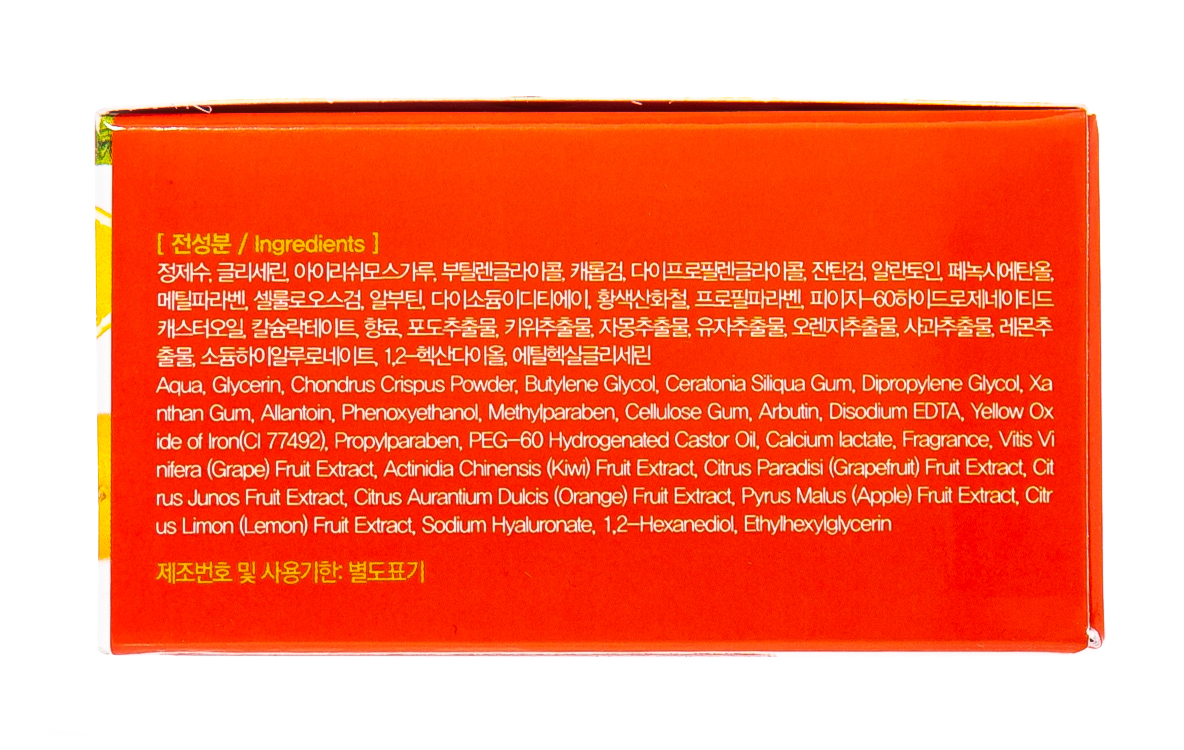 [ 전성분 / Ingredients ]
정제수, 글리세린, 아이리쉬모스가루, 부틸렌글라이콜, 캐롭검, 다이프로필렌글라이콜, 잔탄검, 알란토인, 페녹시에탄올,
메틸파라벤, 셀룰로오스검, 알부틴, 다이소듐이디티에이, 황색산화철, 프로필파라벤, 피이지-60하이드로제네이티드
캐스터오일, 칼슘락테이트, 향료, 포도추출물, 키위추출물, 자몽추출물, 유자추출물, 오렌지추출물, 사과추출물, 레몬추
출물, 소듐하이알루로네이트, 1,2-헥산다이올, 에틸헥실글리세린
Aqua, Glycerin, Chondrus Crispus Powder, Butylene Glycol, Ceratonia Siliqua Gum, Dipropylene Glycol, Xa
nthan Gum, Allantoin, Phenoxyethanol, Methylparaben, Cellulose Gum, Arbutin, Disodium EDTA, Yellow Ox
ide of Iron(CI 77492), Propylparaben, PEG-60 Hydrogenated Castor Oil, Calcium lactate, Fragrance, Vitis Vi
nifera (Grape) Fruit Extract, Actinidia Chinensis (Kiwi) Fruit Extract, Citrus Paradisi (Grapefruit) Fruit Extract, Cit
rus Junos Fruit Extract, Citrus Aurantium Dulcis (Orange) Fruit Extract, Pyrus Malus (Apple) Fruit Extract, Citr
us Limon (Lemon) Fruit Extract, Sodium Hyaluronate, 1,2-Hexanediol, Ethylhexylglycerin
제조번호 및 사용기한: 별도표기